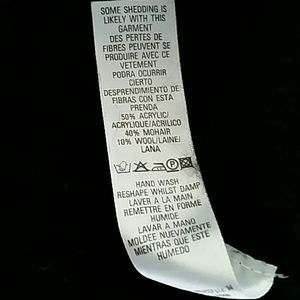 SOME SHEDDING IS
LIKELY WITH THIS
GARMENT
DES PERTES DE
FIBRES PEUVENT SE
PRODUIRE AVEC CE
VETEMENT
PODRA OCURRIR
CIERTO
DESPRENDIMIENTO DE
FIBRAS CON ESTA
PRENDA
50% ACRYLIC/
ACRYLIQUE/ACRILICO
40% MOHAIR
10% WOOL/LAINE/
LANA
P
HAND WASH
RESHAPE WHILST DAMP
LAVER A LA MAIN
REMETTRE EN FORME
HUMIDE
LAVAR A MANO
MOLDEE NUEVAMENTE
MIENTRAS QUE ESTE
HUMEDO